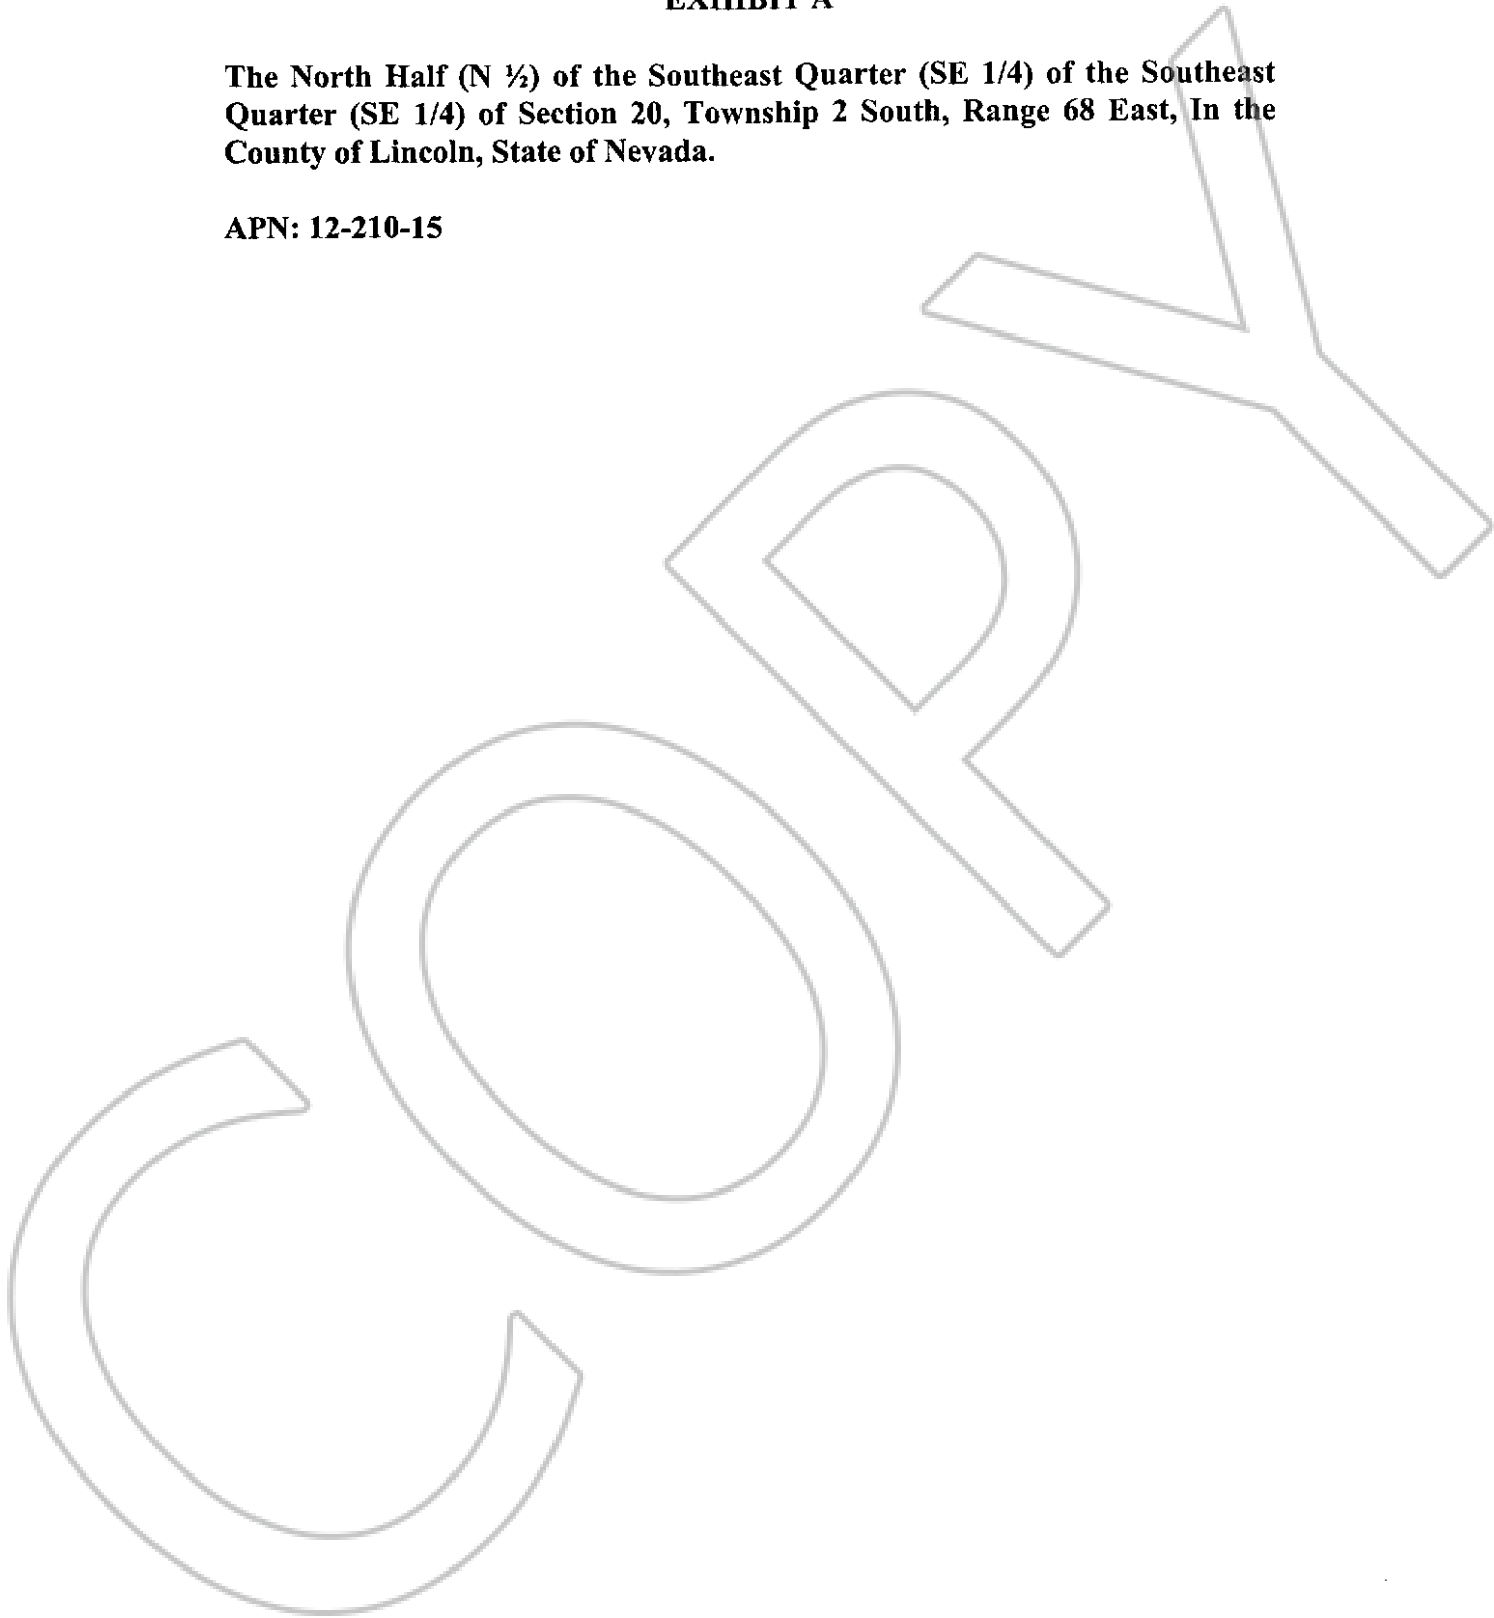 EXHIBIT A
The North Half (N ½) of the Southeast Quarter (SE 1/4) of the Southeast
Quarter (SE 1/4) of Section 20, Township 2 South, Range 68 East, In the
County of Lincoln, State of Nevada.
APN: 12-210-15
COPY